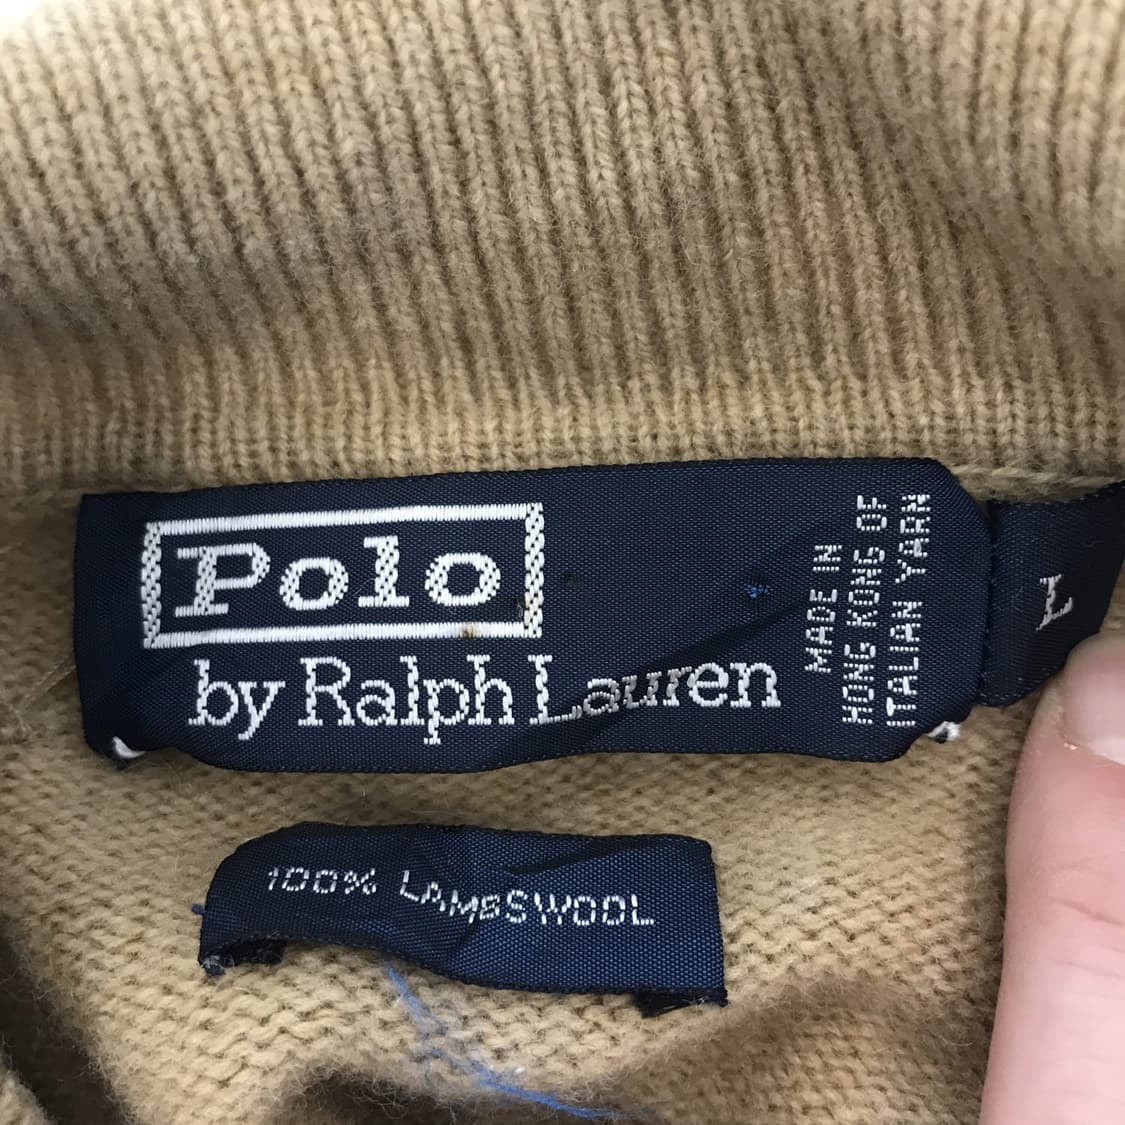 Polo
by Ralph Lauren
MADE IN
HONG KONG OF
ITALIAN YARN
L
100% LAMBSWOOL